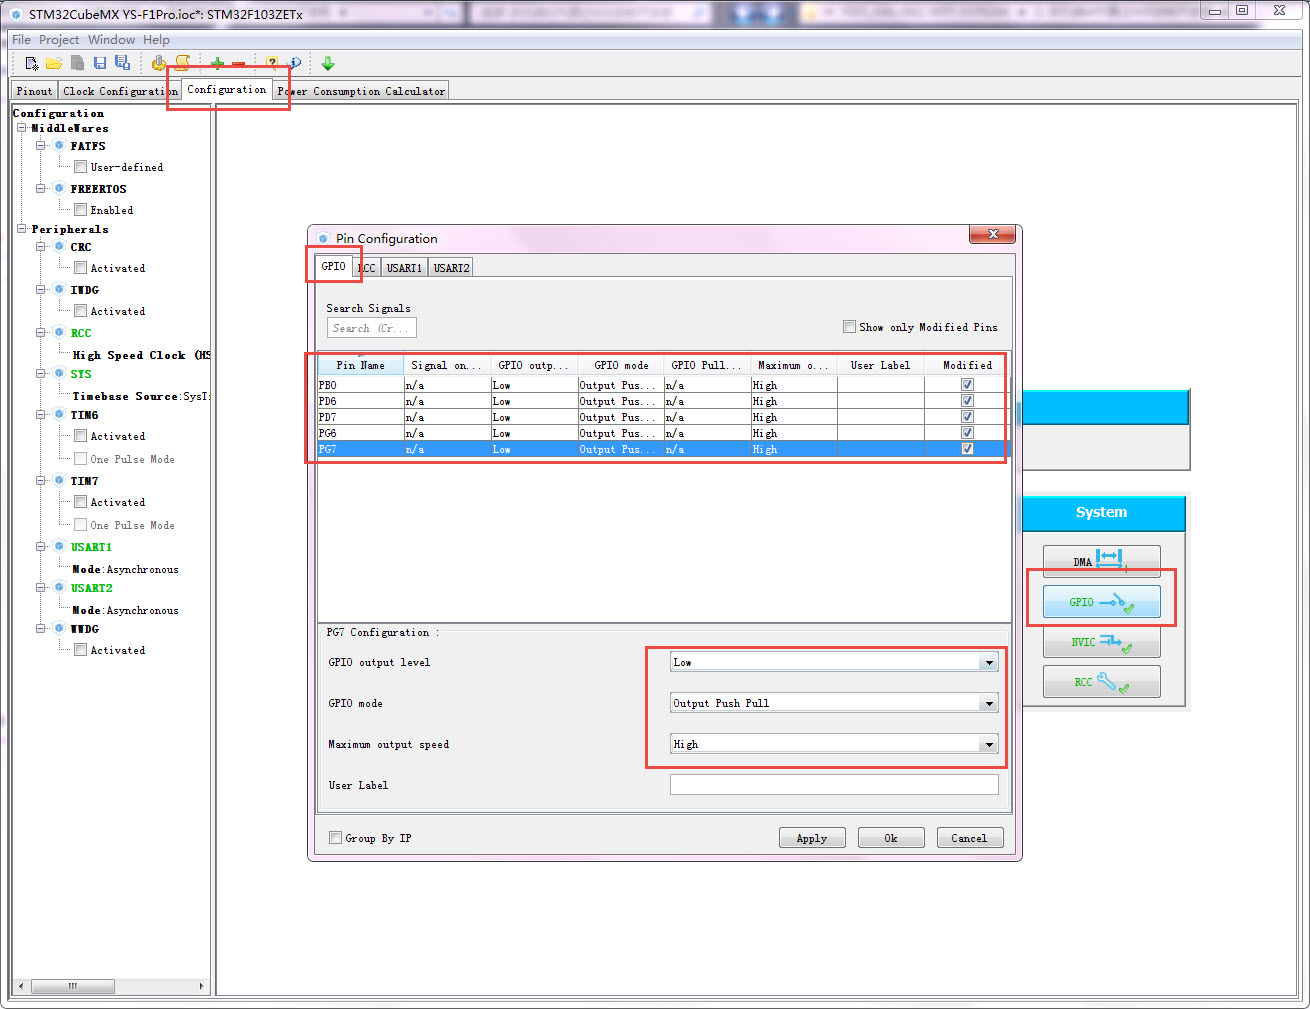 STM32CubeMX YS-F1Pro.ioc*: STM32F103ZETx
File Project Window Help
Pinout Clock Configuration Configuration Power Consumption Calculator
Configuration
MiddleWares
FATFS
User-defined
FREERTOS
Enabled
Peripherals
CRC
Activated
IWDG
Activated
RCC
High Speed Clock (HS
SYS
Timebase Source:SysT
TIM6
Activated
One Pulse Mode
TIM7
Activated
One Pulse Mode
USART1
Mode:Asynchronous
USART2
Mode:Asynchronous
WWDG
Activated
Pin Configuration
GPIO RCC USART1 USART2
Search Signals
Search (Cr...
Show only Modified Pins
Pin Name Signal on... GPIO outp... GPIO mode GPIO Pull... Maximum o... User Label Modified
PB0 n/a Low Output Pus... n/a High
PD6 n/a Low Output Pus... n/a High
PD7 n/a Low Output Pus... n/a High
PG6 n/a Low Output Pus... n/a High
PG7 n/a Low Output Pus... n/a High
PG7 Configuration :
GPIO output level Low
GPIO mode Output Push Pull
Maximum output speed High
User Label
Group By IP
Apply Ok Cancel
System
DMA
GPIO
NVIC
RCC